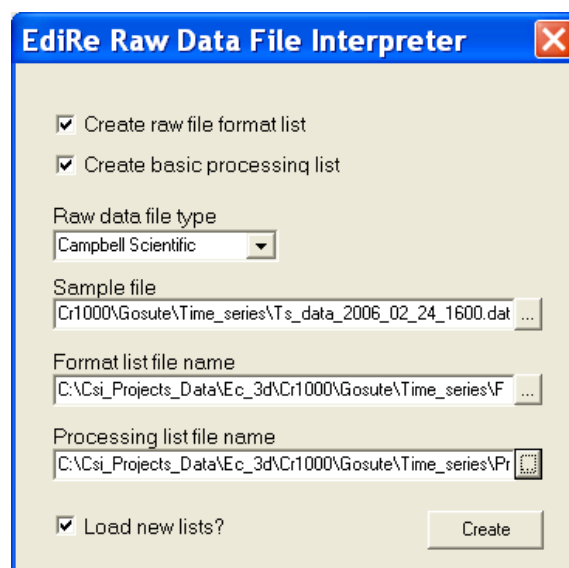 EdiRe Raw Data File Interpreter
Create raw file format list
Create basic processing list
Raw data file type
Campbell Scientific
Sample file
Cr1000\Gosute\Time_series\Ts_data_2006_02_24_1600.dat
...
Format list file name
C:\Csi_Projects_Data\Ec_3d\Cr1000\Gosute\Time_series\F
...
Processing list file name
C:\Csi_Projects_Data\Ec_3d\Cr1000\Gosute\Time_series\Pr
...
Load new lists?
Create